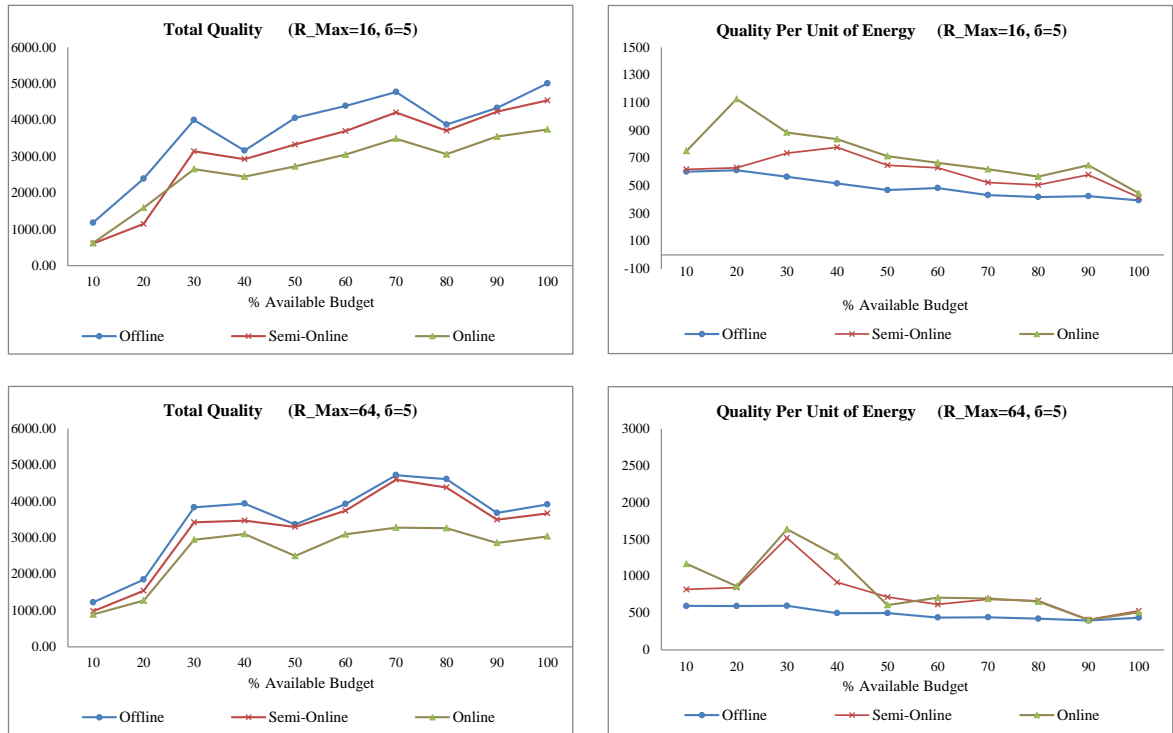 Total Quality (R_Max=16, б=5)
6000.00
5000.00
4000.00
3000.00
2000.00
1000.00
0.00
10 20 30 40 50 60 70 80 90 100
% Available Budget
Offline Semi-Online Online
Quality Per Unit of Energy (R_Max=16, б=5)
1500
1300
1100
900
700
500
300
100
-100
10 20 30 40 50 60 70 80 90 100
% Available Budget
Offline Semi-Online Online
Total Quality (R_Max=64, б=5)
6000.00
5000.00
4000.00
3000.00
2000.00
1000.00
0.00
10 20 30 40 50 60 70 80 90 100
% Available Budget
Offline Semi-Online Online
Quality Per Unit of Energy (R_Max=64, б=5)
3000
2500
2000
1500
1000
500
0
10 20 30 40 50 60 70 80 90 100
% Available Budget
Offline Semi-Online Online